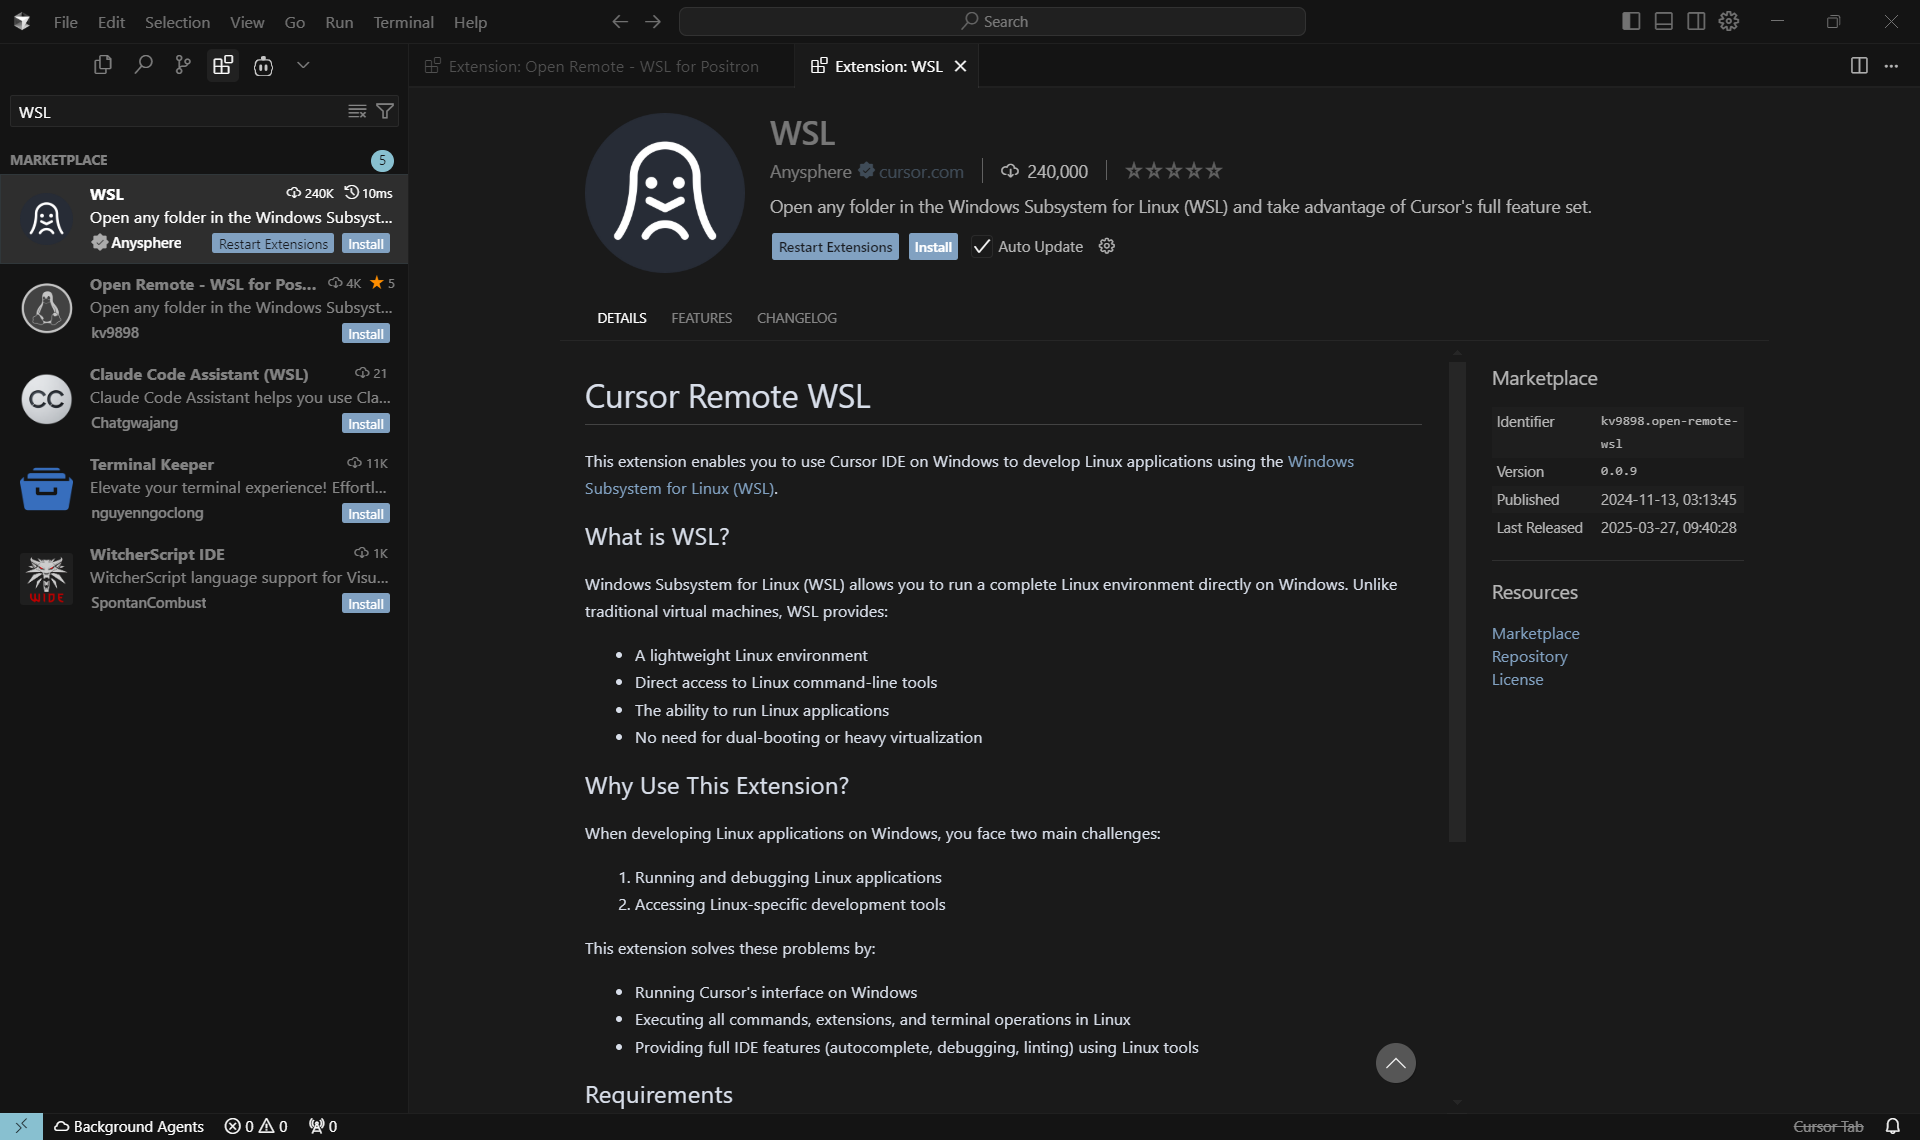 File Edit Selection View Go Run Terminal Help
Search
Extension: Open Remote - WSL for Positron
Extension: WSL
WSL
MARKETPLACE 5
WSL 240K 10ms
Open any folder in the Windows Subsyst...
Anysphere Restart Extensions Install
Open Remote - WSL for Pos... 4K 5
Open any folder in the Windows Subsyst...
kv9898 Install
CC
Claude Code Assistant (WSL) 21
Claude Code Assistant helps you use Cla...
Chatgwajang Install
Terminal Keeper 11K
Elevate your terminal experience! Effortl...
nguyenngoclong Install
WIDE
WitcherScript IDE 1K
WitcherScript language support for Visu...
SpontanCombust Install
WSL
Anysphere cursor.com 240,000
Open any folder in the Windows Subsystem for Linux (WSL) and take advantage of Cursor's full feature set.
Restart Extensions Install Auto Update
DETAILS FEATURES CHANGELOG
Cursor Remote WSL
This extension enables you to use Cursor IDE on Windows to develop Linux applications using the Windows
Subsystem for Linux (WSL).
What is WSL?
Windows Subsystem for Linux (WSL) allows you to run a complete Linux environment directly on Windows. Unlike
traditional virtual machines, WSL provides:
• A lightweight Linux environment
• Direct access to Linux command-line tools
• The ability to run Linux applications
• No need for dual-booting or heavy virtualization
Why Use This Extension?
When developing Linux applications on Windows, you face two main challenges:
1. Running and debugging Linux applications
2. Accessing Linux-specific development tools
This extension solves these problems by:
• Running Cursor's interface on Windows
• Executing all commands, extensions, and terminal operations in Linux
• Providing full IDE features (autocomplete, debugging, linting) using Linux tools
Requirements
Marketplace
Identifier kv9898.open-remote-
wsl
Version 0.0.9
Published 2024-11-13, 03:13:45
Last Released 2025-03-27, 09:40:28
Resources
Marketplace
Repository
License
Background Agents 0 0 0
Cursor Tab